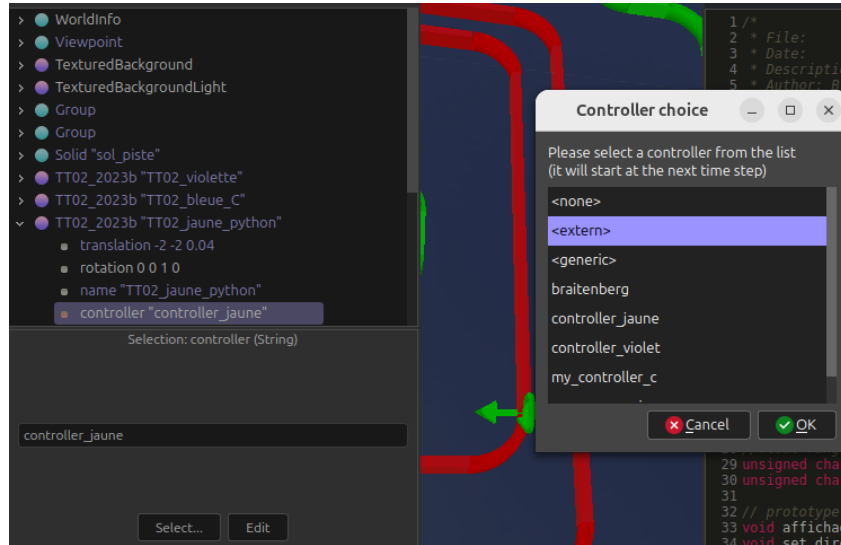 WorldInfo
Viewpoint
TexturedBackground
TexturedBackgroundLight
Group
Group
Solid "sol_piste"
TT02_2023b "TT02_violette"
TT02_2023b "TT02_bleue_C"
TT02_2023b "TT02_jaune_python"
translation -2 -2 0.04
rotation 0 0 1 0
name "TT02_jaune_python"
controller "controller_jaune"
Selection: controller (String)
controller_jaune
Select...
Edit
1 /*
2 * File:
3 * Date:
4 * Descripti
5 * Author: B
Controller choice
Please select a controller from the list
(it will start at the next time step)
<none>
<extern>
<generic>
braitenberg
controller_jaune
controller_violet
my_controller_c
Cancel
OK
29 unsigned cha
30 unsigned cha
31
32 // prototype
33 void affichag
34 void set_dire